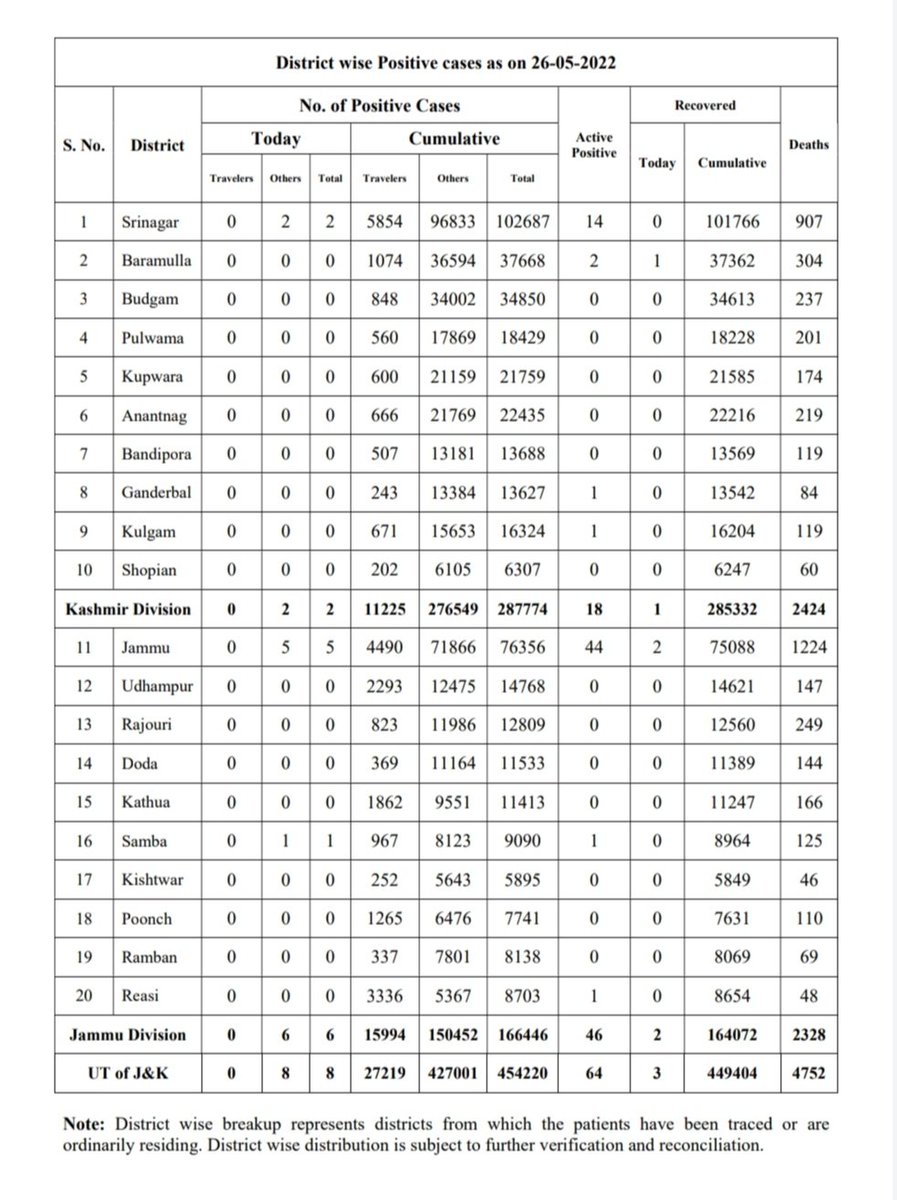 District wise Positive cases as on 26-05-2022
S. No. District No. of Positive Cases Active Positive Recovered Deaths
Today Cumulative Today Cumulative
Travelers Others Total Travelers Others Total
1 Srinagar 0 2 2 5854 96833 102687 14 0 101766 907
2 Baramulla 0 0 0 1074 36594 37668 2 1 37362 304
3 Budgam 0 0 0 848 34002 34850 0 0 34613 237
4 Pulwama 0 0 0 560 17869 18429 0 0 18228 201
5 Kupwara 0 0 0 600 21159 21759 0 0 21585 174
6 Anantnag 0 0 0 666 21769 22435 0 0 22216 219
7 Bandipora 0 0 0 507 13181 13688 0 0 13569 119
8 Ganderbal 0 0 0 243 13384 13627 1 0 13542 84
9 Kulgam 0 0 0 671 15653 16324 1 0 16204 119
10 Shopian 0 0 0 202 6105 6307 0 0 6247 60
Kashmir Division 0 2 2 11225 276549 287774 18 1 285332 2424
11 Jammu 0 5 5 4490 71866 76356 44 2 75088 1224
12 Udhampur 0 0 0 2293 12475 14768 0 0 14621 147
13 Rajouri 0 0 0 823 11986 12809 0 0 12560 249
14 Doda 0 0 0 369 11164 11533 0 0 11389 144
15 Kathua 0 0 0 1862 9551 11413 0 0 11247 166
16 Samba 0 1 1 967 8123 9090 1 0 8964 125
17 Kishtwar 0 0 0 252 5643 5895 0 0 5849 46
18 Poonch 0 0 0 1265 6476 7741 0 0 7631 110
19 Ramban 0 0 0 337 7801 8138 0 0 8069 69
20 Reasi 0 0 0 3336 5367 8703 1 0 8654 48
Jammu Division 0 6 6 15994 150452 166446 46 2 164072 2328
UT of J&K 0 8 8 27219 427001 454220 64 3 449404 4752
Note: District wise breakup represents districts from which the patients have been traced or are
ordinarily residing. District wise distribution is subject to further verification and reconciliation.